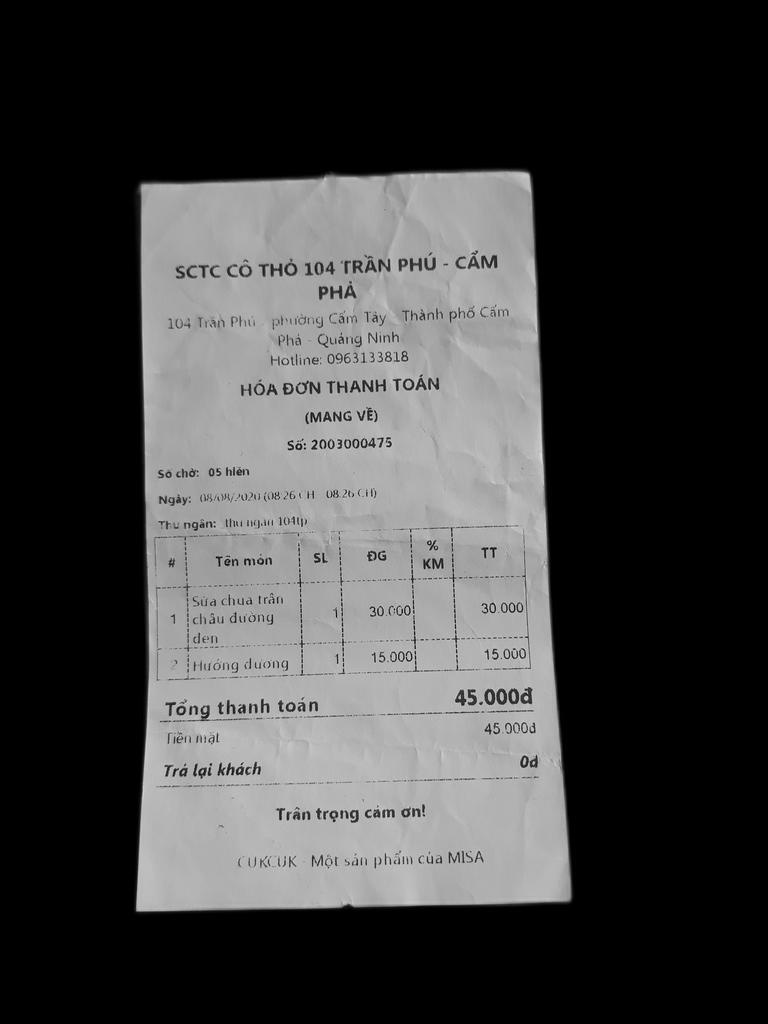 SCTC CÔ THỎ 104 TRẦN PHÚ - CẨM
PHẢ
104 Trần Phú - phường Cẩm Tây - Thành phố Cẩm
Phả - Quảng Ninh
Hotline: 0963133818
HÓA ĐƠN THANH TOÁN
(MANG VỀ)
Số: 2003000475
Số chờ: 05 hiên
Ngày: 08/08/2020 (08:26 CH - 08:26 CH)
Thu ngân: thu ngân 104tp
# Tên món SL ĐG % KM TT
1 Sữa chua trân châu đường đen 1 30.000 30.000
2 Hướng dương 1 15.000 15.000
Tổng thanh toán 45.000đ
Tiền mặt 45.000đ
Trả lại khách 0đ
Trân trọng cảm ơn!
CUKCUK - Một sản phẩm của MISA